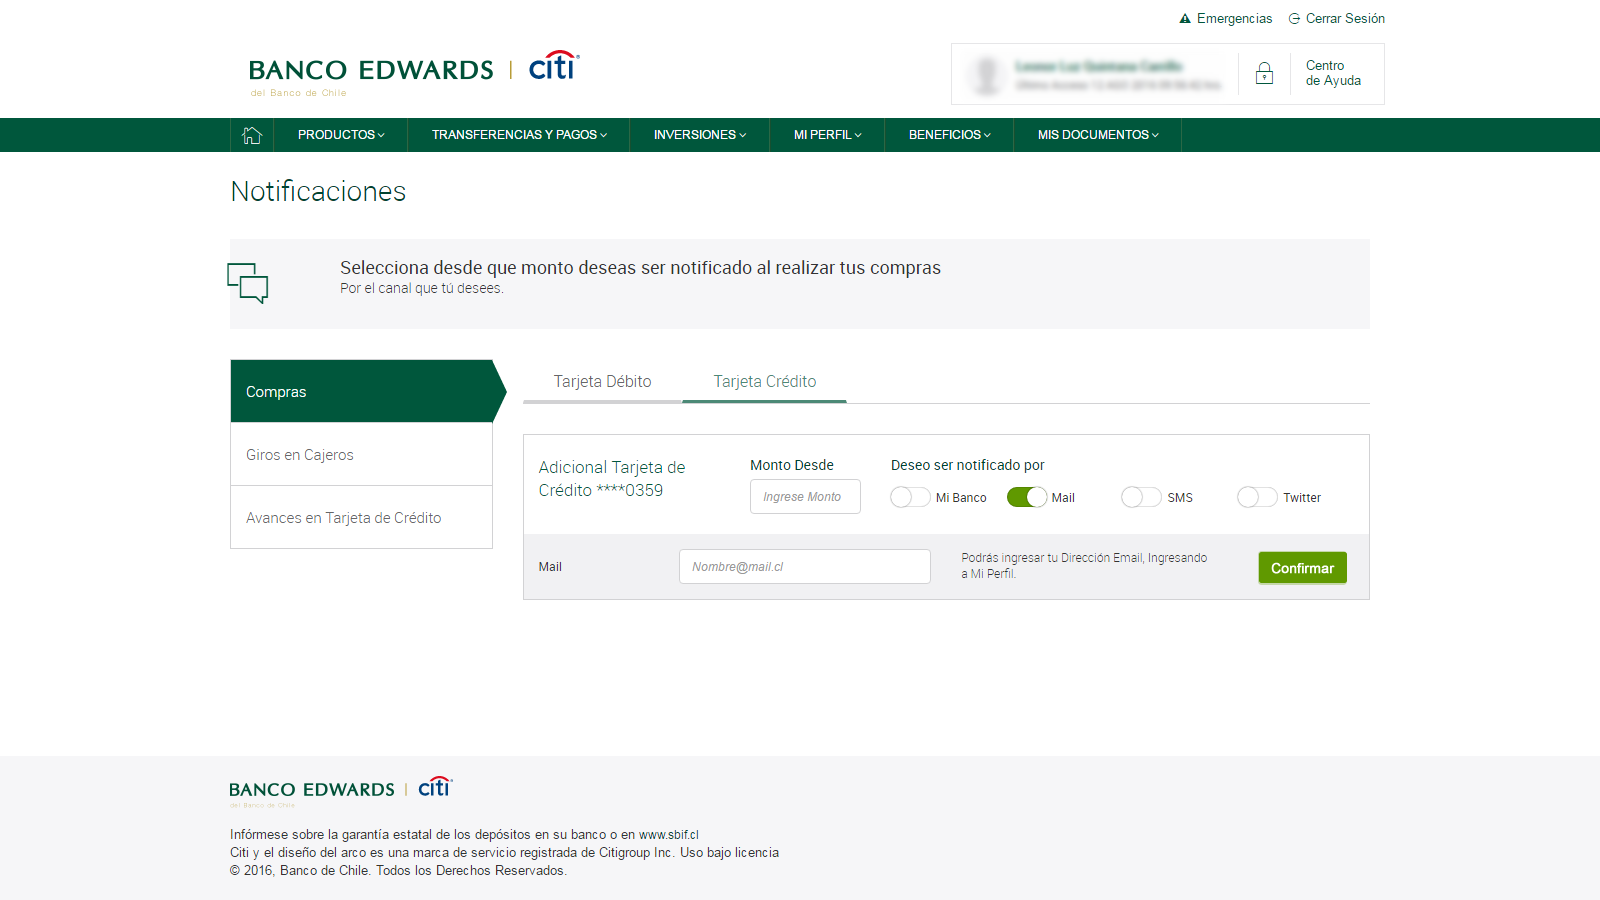 Emergencias Cerrar Sesión
BANCO EDWARDS | citi
del Banco de Chile
Centro
de Ayuda
PRODUCTOS TRANSFERENCIAS Y PAGOS INVERSIONES MI PERFIL BENEFICIOS MIS DOCUMENTOS
Notificaciones
Selecciona desde que monto deseas ser notificado al realizar tus compras
Por el canal que tú desees.
Compras
Giros en Cajeros
Avances en Tarjeta de Crédito
Tarjeta Débito Tarjeta Crédito
Adicional Tarjeta de
Crédito ****0359
Monto Desde
Ingrese Monto
Deseo ser notificado por
Mi Banco Mail SMS Twitter
Mail
Nombre@mail.cl
Podrás ingresar tu Dirección Email, Ingresando
a Mi Perfil.
Confirmar
BANCO EDWARDS | citi
del Banco de Chile
Infórmese sobre la garantía estatal de los depósitos en su banco o en www.sbif.cl
Citi y el diseño del arco es una marca de servicio registrada de Citigroup Inc. Uso bajo licencia
© 2016, Banco de Chile. Todos los Derechos Reservados.